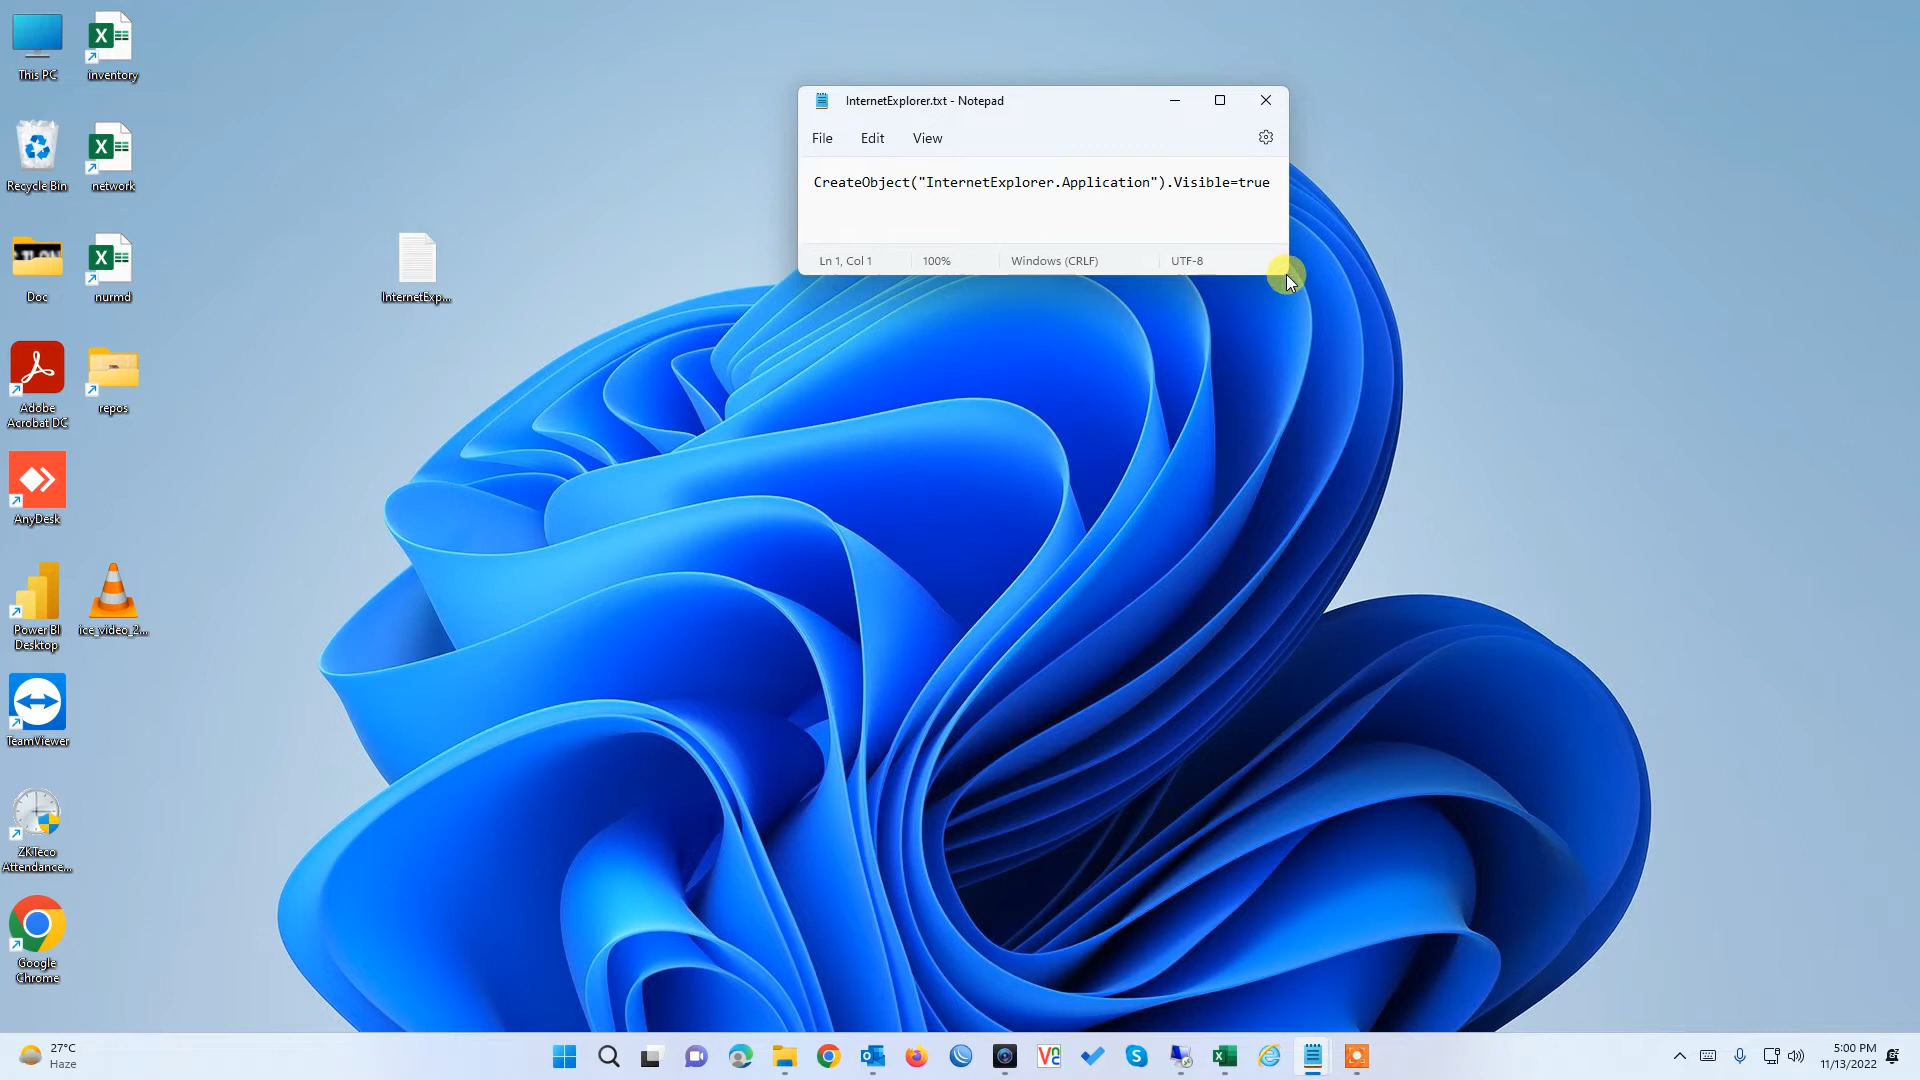 This PC
inventory
Recycle Bin
network
Doc
nurmd
InternetExp...
Adobe
Acrobat DC
repos
AnyDesk
Power BI
Desktop
ice_video_2...
TeamViewer
ZKTeco
Attendance...
Google
Chrome
InternetExplorer.txt - Notepad
File Edit View
CreateObject("InternetExplorer.Application").Visible=true
Ln 1, Col 1 100% Windows (CRLF) UTF-8
27°C
Haze
5:00 PM
11/13/2022